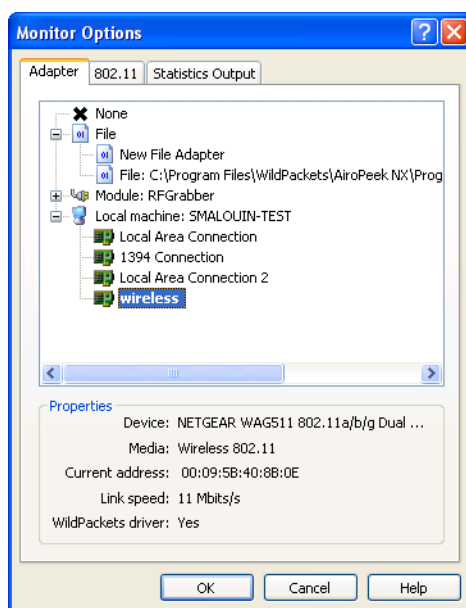 Monitor Options
Adapter 802.11 Statistics Output
None
File
New File Adapter
File: C:\Program Files\WildPackets\AiroPeek NX\Prog
Module: RFGrabber
Local machine: SMALOUIN-TEST
Local Area Connection
1394 Connection
Local Area Connection 2
wireless
Properties
Device: NETGEAR WAG511 802.11a/b/g Dual ...
Media: Wireless 802.11
Current address: 00:09:5B:40:8B:0E
Link speed: 11 Mbits/s
WildPackets driver: Yes
OK Cancel Help